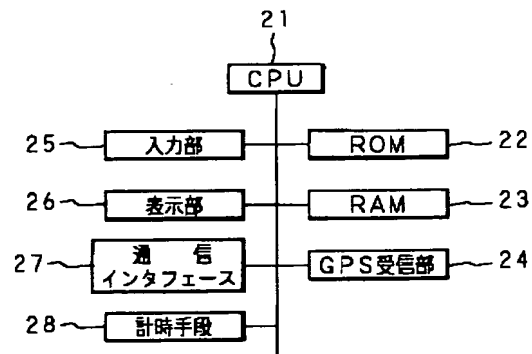 21
CPU
25 入力部 ROM 22
26 表示部 RAM 23
27 通 信
インタフェース GPS受信部 24
28 計時手段